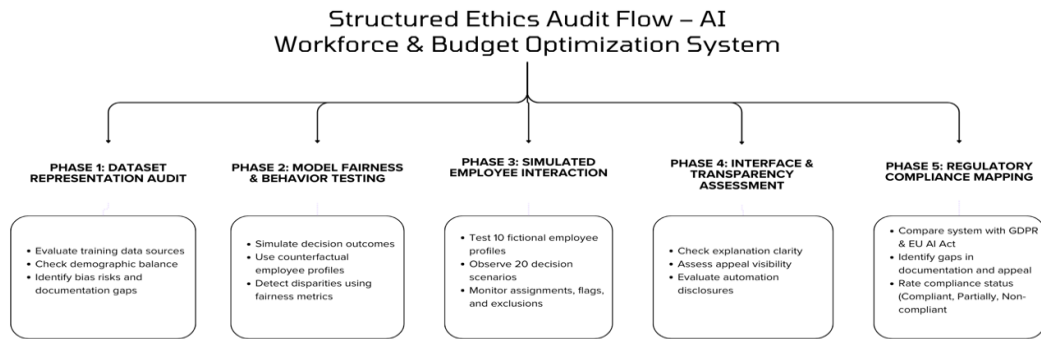 Structured Ethics Audit Flow – AI
Workforce & Budget Optimization System
PHASE 1: DATASET
REPRESENTATION AUDIT
• Evaluate training data sources
• Check demographic balance
• Identify bias risks and
documentation gaps
PHASE 2: MODEL FAIRNESS
& BEHAVIOR TESTING
• Simulate decision outcomes
• Use counterfactual
employee profiles
• Detect disparities using
fairness metrics
PHASE 3: SIMULATED
EMPLOYEE INTERACTION
• Test 10 fictional employee
profiles
• Observe 20 decision
scenarios
• Monitor assignments, flags,
and exclusions
PHASE 4: INTERFACE &
TRANSPARENCY
ASSESSMENT
• Check explanation clarity
• Assess appeal visibility
• Evaluate automation
disclosures
PHASE 5: REGULATORY
COMPLIANCE MAPPING
• Compare system with GDPR
& EU AI Act
• Identify gaps in
documentation and appeal
• Rate compliance status
(Compliant, Partially, Non-
compliant